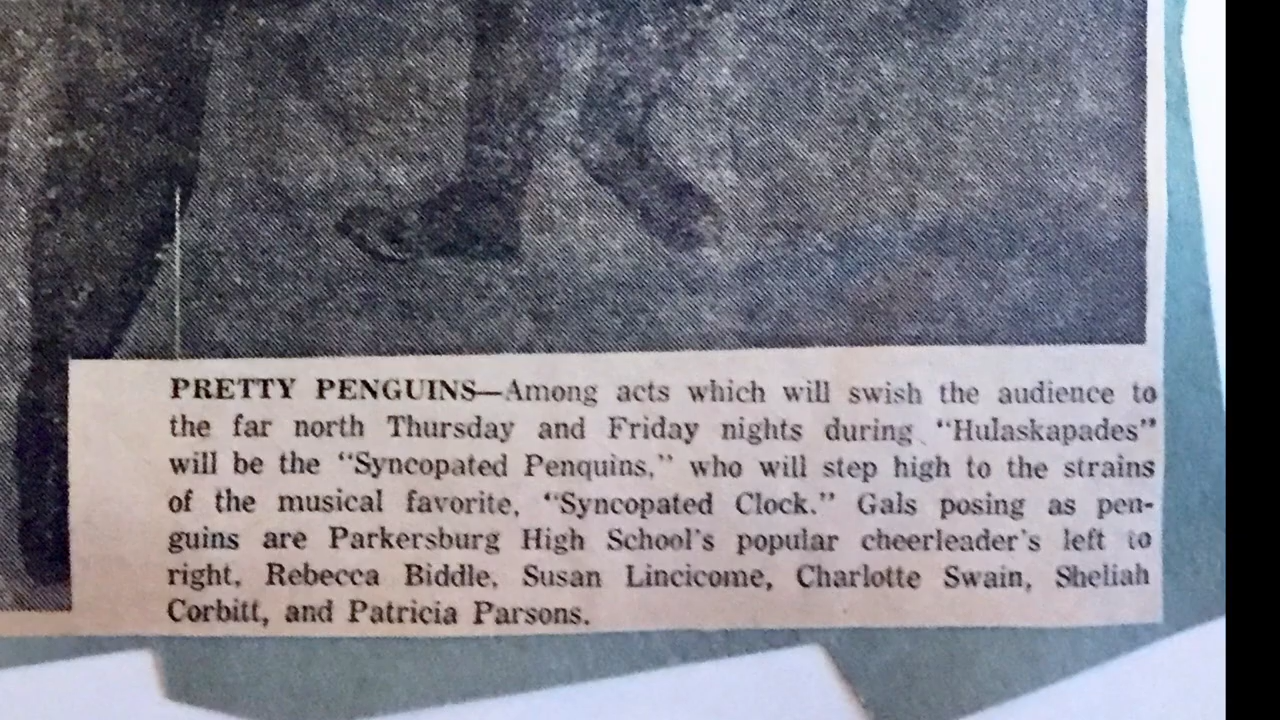 PRETTY PENGUINS—Among acts which will swish the audience to
the far north Thursday and Friday nights during "Hulaskapades"
will be the "Syncopated Penquins," who will step high to the strains
of the musical favorite, "Syncopated Clock." Gals posing as pen-
guins are Parkersburg High School's popular cheerleader's left to
right, Rebecca Biddle, Susan Lincicome, Charlotte Swain, Sheliah
Corbitt, and Patricia Parsons.